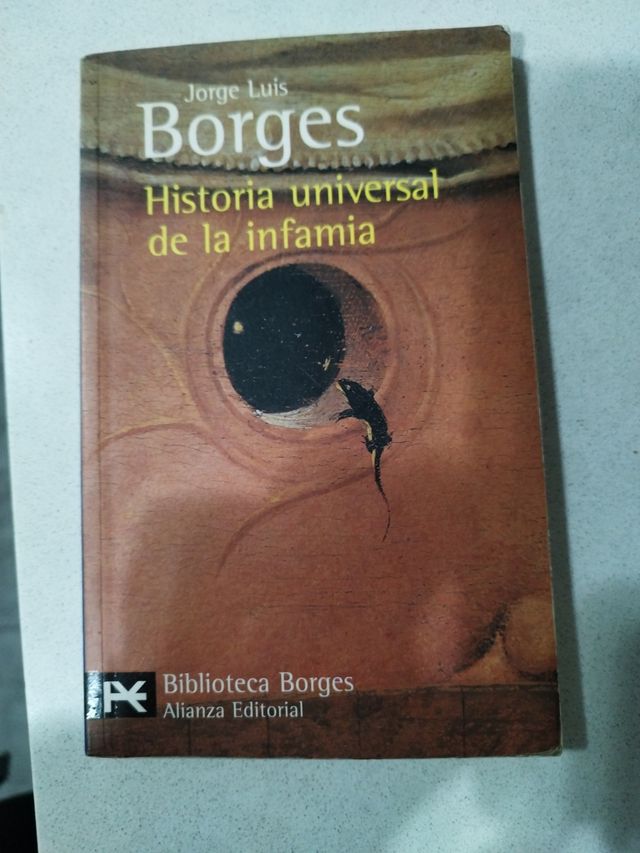 Jorge Luis
Borges
Historia universal
de la infamia
Biblioteca Borges
Alianza Editorial